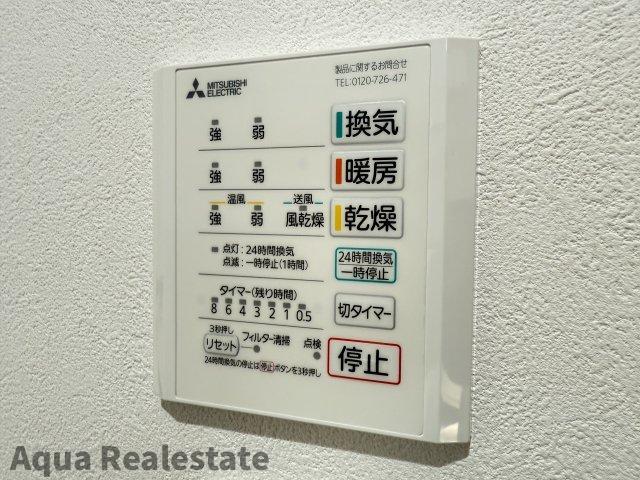 MITSUBISHI
ELECTRIC
製品に関するお問合せ
TEL:0120-726-471
強 弱 換気
強 弱 暖房
温風 送風
強 弱 風乾燥 乾燥
点灯:24時間換気
点滅:一時停止(1時間)
24時間換気
一時停止
タイマー(残り時間)
8 6 4 3 2 1 0.5
切タイマー
3秒押し
リセット フィルター清掃 点検
停止
24時間換気の停止は停止ボタンを3秒押し
Aqua Realestate